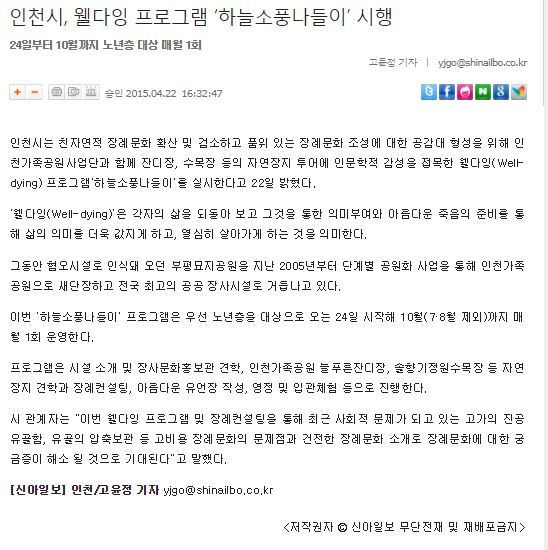 인천시, 웰다잉 프로그램 '하늘소풍나들이' 시행
24일부터 10월까지 노년층 대상 매월 1회
고윤정 기자 | yjgo@shinailbo.co.kr
승인 2015.04.22 16:32:47
인천시는 친자연적 장례문화 확산 및 검소하고 품위 있는 장례문화 조성에 대한 공감대 형성을 위해 인
천가족공원사업단과 함께 잔디장, 수목장 등의 자연장지 투어에 인문학적 감성을 접목한 웰다잉(Well-
dying) 프로그램'하늘소풍나들이'를 실시한다고 22일 밝혔다.
'웰다잉(Well-dying)'은 각자의 삶을 되돌아 보고 그것을 통한 의미부여와 아름다운 죽음의 준비를 통
해 삶의 의미를 더욱 값지게 하고, 열심히 살아가게 하는 것을 의미한다.
그동안 혐오시설로 인식돼 오던 부평묘지공원을 지난 2005년부터 단계별 공원화 사업을 통해 인천가족
공원으로 새단장하고 전국 최고의 공공 장사시설로 거듭나고 있다.
이번 '하늘소풍나들이' 프로그램은 우선 노년층을 대상으로 오는 24일 시작해 10월(7·8월 제외)까지 매
월 1회 운영한다.
프로그램은 시설 소개 및 장사문화홍보관 견학, 인천가족공원 늘푸른잔디장, 솔향기정원수목장 등 자연
장지 견학과 장례컨설팅, 아름다운 유언장 작성, 영정 및 입관체험 등으로 진행한다.
시 관계자는 "이번 웰다잉 프로그램 및 장례컨설팅을 통해 최근 사회적 문제가 되고 있는 고가의 진공
유골함, 유골의 압축보관 등 고비용 장례문화의 문제점과 건전한 장례문화 소개로 장례문화에 대한 궁
금증이 해소 될 것으로 기대된다"고 말했다.
[신아일보] 인천/고윤정 기자 yjgo@shinailbo.co.kr
<저작권자 © 신아일보 무단전재 및 재배포금지>